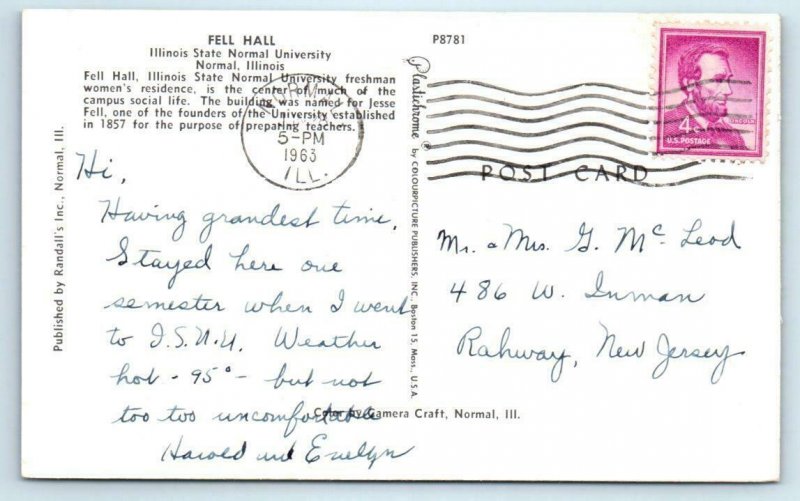 FELL HALL
Illinois State Normal University
Normal, Illinois
Fell Hall, Illinois State Normal University freshman
women's residence, is the center of much of the
campus social life. The building was named for Jesse
Fell, one of the founders of the University established
in 1857 for the purpose of preparing teachers.
P8781
NORMAL
5-PM
1963
ILL.
LINCOLN
4¢
U.S. POSTAGE
POST CARD
Published by Randall's Inc., Normal, Ill.
Plastichrome ® by COLOURPICTURE PUBLISHERS, INC., Boston 15, Mass., U.S.A.
Hi,
Having grandest time.
Stayed here one
semester when I went
to I.S.N.U. Weather
hot - 95° - but not
too too uncomfortable
Harold and Evelyn
Color by Camera Craft, Normal, Ill.
Mr. & Mrs. G. McLeod
486 W. Inman
Rahway, New Jersey